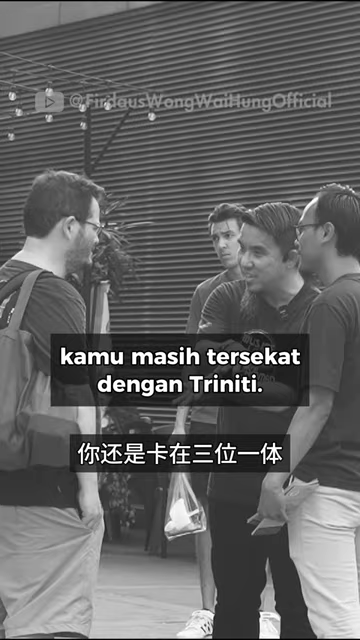 @FirdausWongWaiHungOfficial
kamu masih tersekat
dengan Triniti.
你还是卡在三位一体